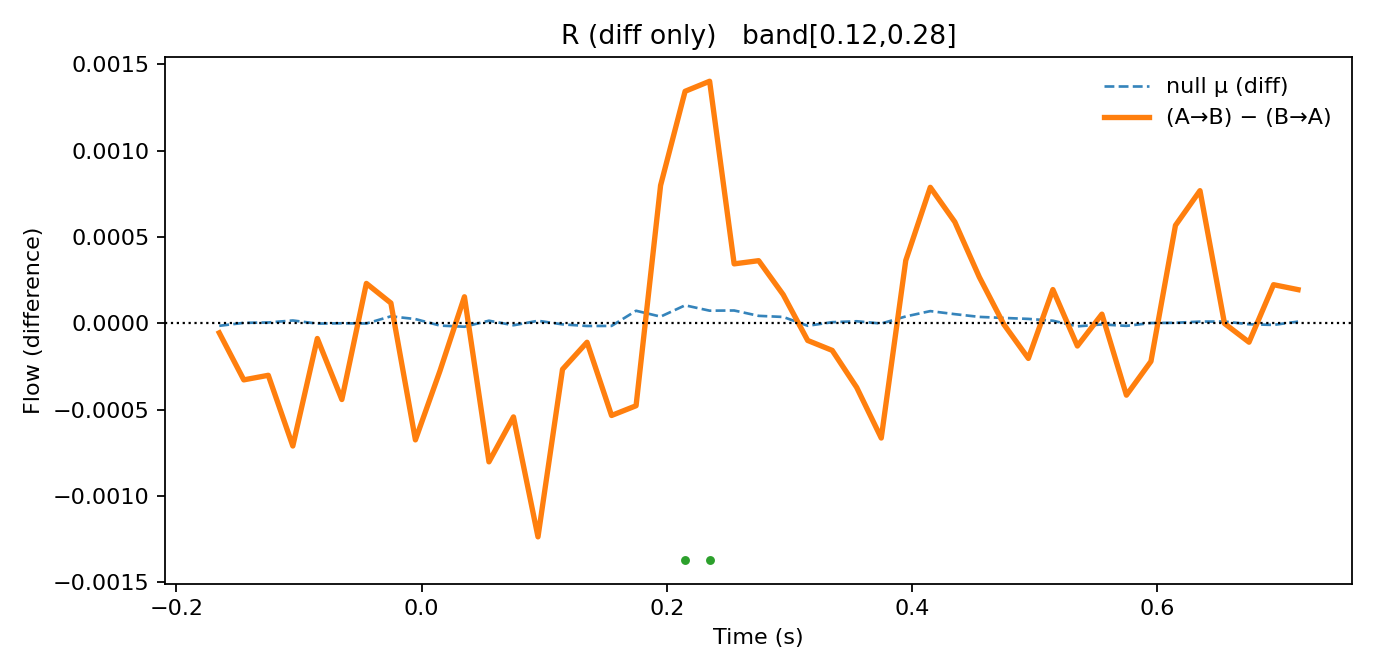 R (diff only)   band[0.12,0.28]
null μ (diff)
(A→B) − (B→A)
Flow (difference)
0.0015
0.0010
0.0005
0.0000
−0.0005
−0.0010
−0.0015
−0.2
0.0
0.2
0.4
0.6
Time (s)